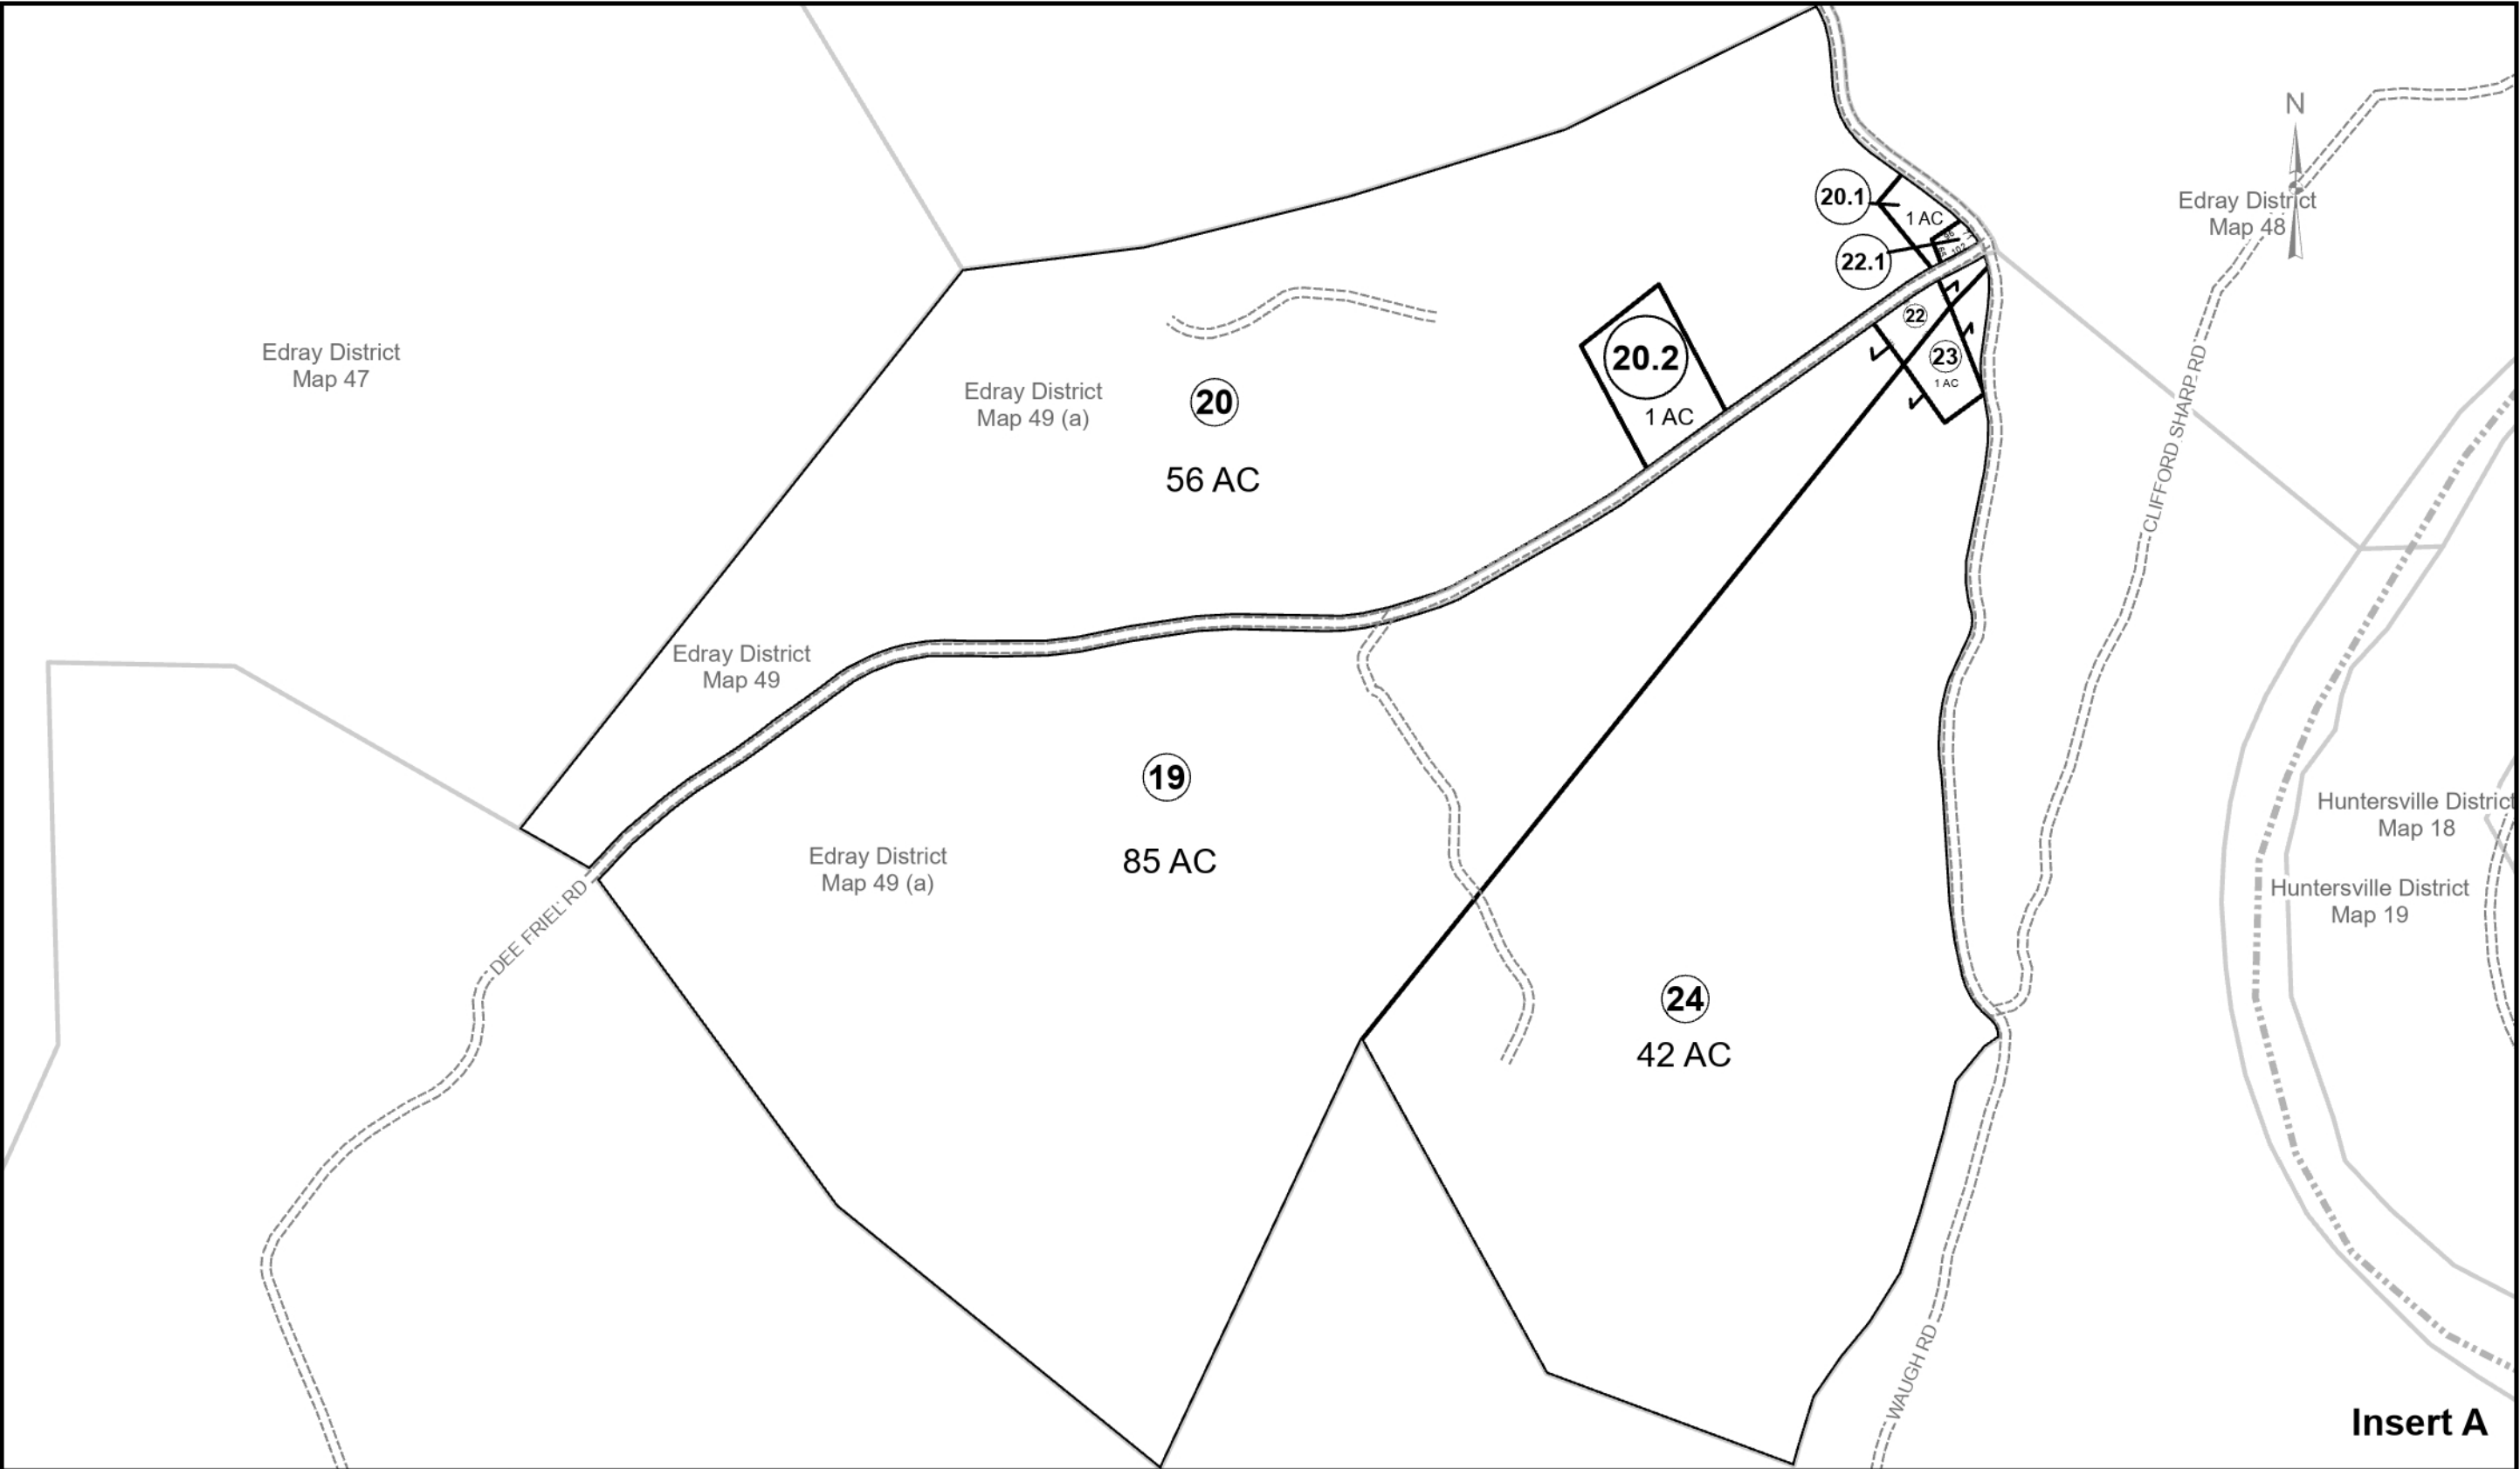 N
20.1
1 AC
Edray District
Map 48
22.1
102
22
20.2
1 AC
23
1 AC
Edray District
Map 47
Edray District
Map 49 (a)
20
56 AC
CLIFFORD SHARP RD
Edray District
Map 49
19
85 AC
Edray District
Map 49 (a)
DEE FRIEL RD
Huntersville District
Map 18
Huntersville District
Map 19
24
42 AC
WAUGH RD
Insert A